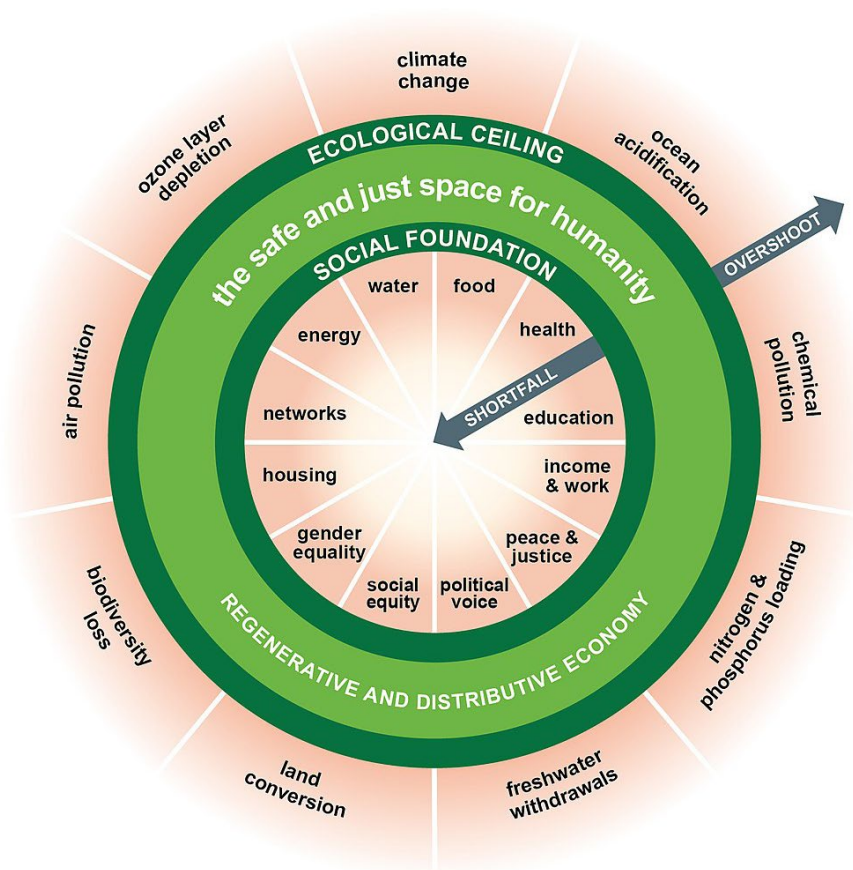 climate
change
ocean
acidification
chemical
pollution
nitrogen &
phosphorus loading
freshwater
withdrawals
land
conversion
biodiversity
loss
air pollution
ozone layer
depletion
OVERSHOOT
ECOLOGICAL CEILING
the safe and just space for humanity
SOCIAL FOUNDATION
water
food
health
SHORTFALL
education
income
& work
peace &
justice
political
voice
social
equity
gender
equality
housing
networks
energy
REGENERATIVE AND DISTRIBUTIVE ECONOMY